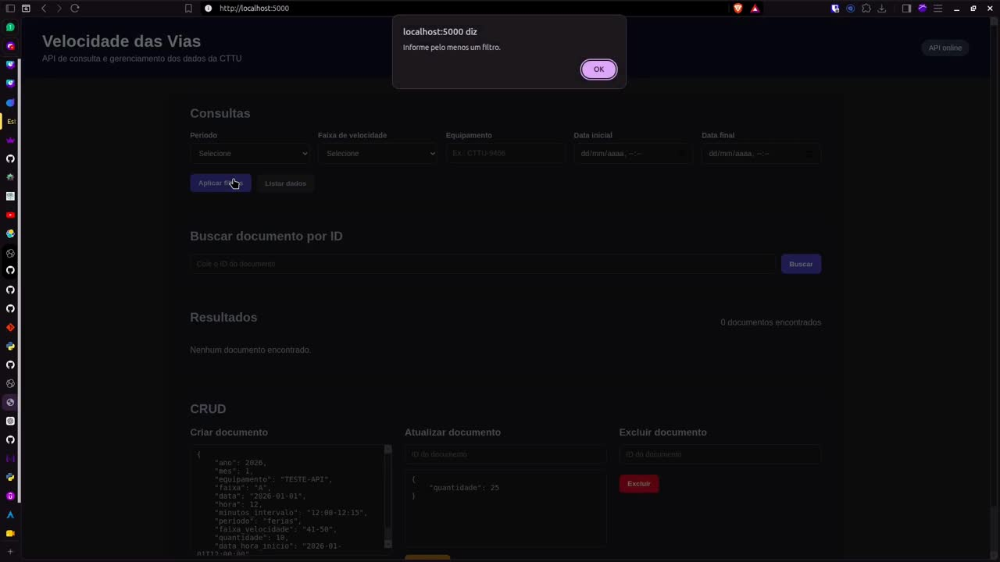 http://localhost:5000
localhost:5000 diz
Informe pelo menos um filtro.
OK
Velocidade das Vias
API de consulta e gerenciamento dos dados da CTTU
API online
Consultas
Período
Faixa de velocidade
Equipamento
Data inicial
Data final
Selecione
Selecione
Ex.: CTTU-9486
dd/mm/aaaa, --:--
dd/mm/aaaa, --:--
Aplicar
Listar dados
Buscar documento por ID
Cole o ID do documento
Buscar
Resultados
0 documentos encontrados
Nenhum documento encontrado.
CRUD
Criar documento
Atualizar documento
Excluir documento
{
"ano": 2026,
"mes": 1,
"equipamento": "TESTE-API",
"faixa": "A",
"data": "2026-01-01",
"hora": 12,
"minutos_intervalo": "12:00-12:15",
"periodo": "ferias",
"faixa_velocidade": "41-50",
"quantidade": 10,
"data_hora_inicio": "2026-01-
01T12:00:00"
ID do documento
{
"quantidade": 25
}
ID do documento
Excluir